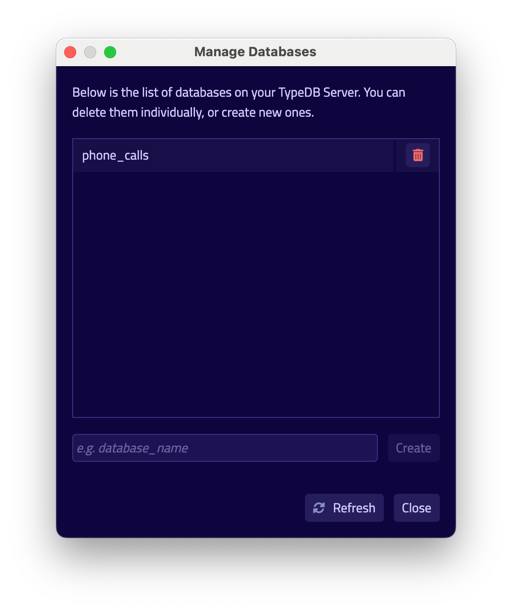 Manage Databases
Below is the list of databases on your TypeDB Server. You can
delete them individually, or create new ones.
phone_calls
e.g. database_name
Create
Refresh
Close